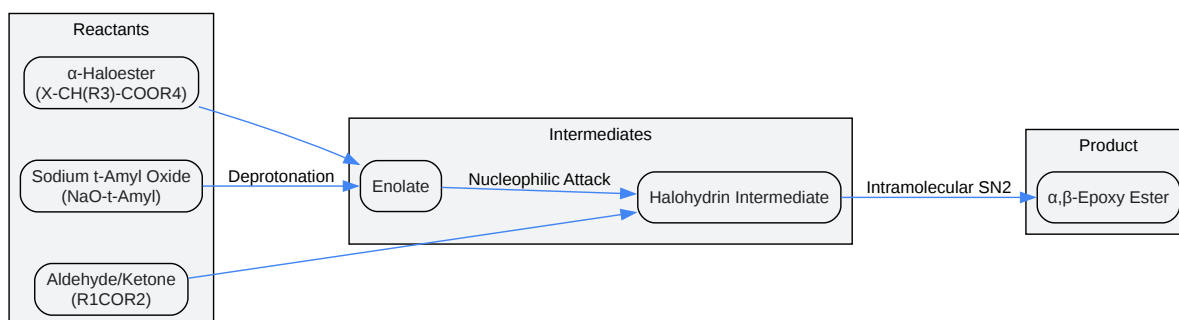 Reactants
α-Haloester
(X-CH(R3)-COOR4)
Sodium t-Amyl Oxide
(NaO-t-Amyl)
Aldehyde/Ketone
(R1COR2)
Deprotonation
Intermediates
Enolate
Nucleophilic Attack
Halohydrin Intermediate
Intramolecular SN2
Product
α,β-Epoxy Ester